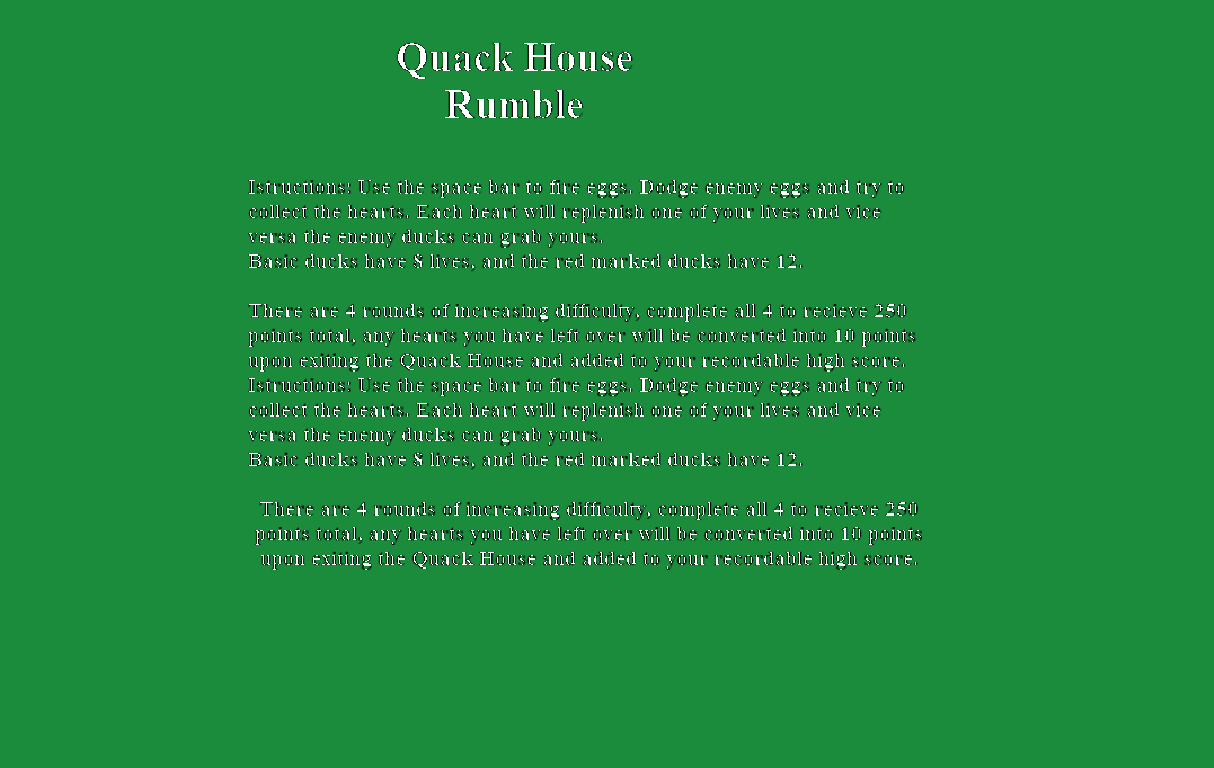 Quack House
Rumble
Istructions: Use the space bar to fire eggs. Dodge enemy eggs and try to
collect the hearts. Each heart will replenish one of your lives and vice
versa the enemy ducks can grab yours.
Basic ducks have 8 lives, and the red marked ducks have 12.
There are 4 rounds of increasing difficulty, complete all 4 to recieve 250
points total, any hearts you have left over will be converted into 10 points
upon exiting the Quack House and added to your recordable high score.
Istructions: Use the space bar to fire eggs. Dodge enemy eggs and try to
collect the hearts. Each heart will replenish one of your lives and vice
versa the enemy ducks can grab yours.
Basic ducks have 8 lives, and the red marked ducks have 12.
There are 4 rounds of increasing difficulty, complete all 4 to recieve 250
points total, any hearts you have left over will be converted into 10 points
upon exiting the Quack House and added to your recordable high score.